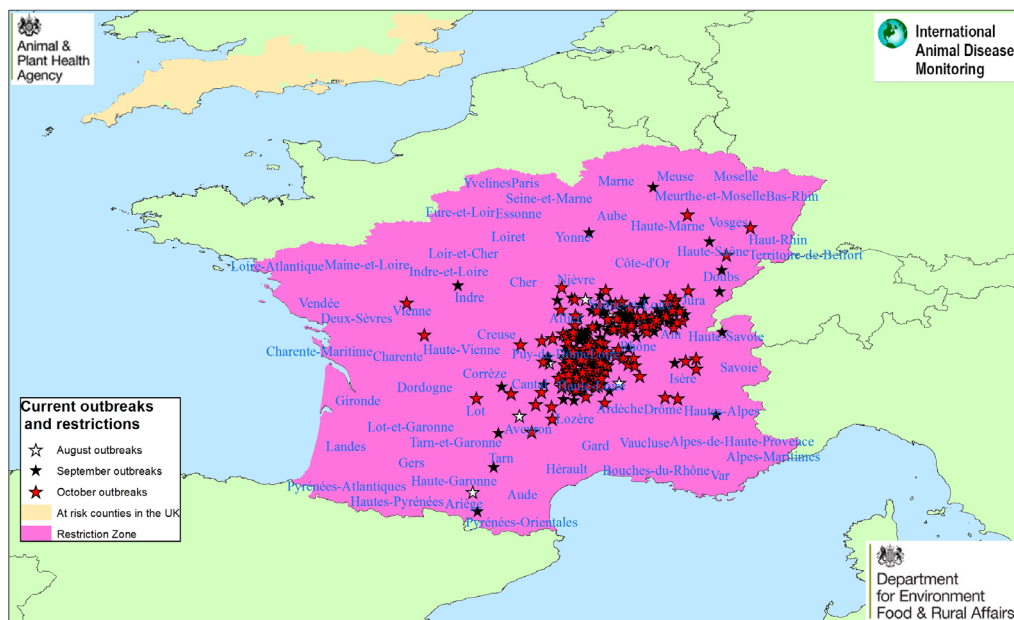 Animal &
Plant Health
Agency
International
Animal Disease
Monitoring
Marne
Meuse
Moselle
YvelinesParis
Seine-et-Marne
Meurthe-et-MoselleBas-Rhin
Eure-et-Loir
Essonne
Aube
Haute-Marne
Vosges
Loiret
Yonne
Haut-Rhin
Loir-et-Cher
Haute-Saône
Territoire-de-Belfort
Loire-Atlantique
Maine-et-Loire
Indre-et-Loire
Côte-d'Or
Cher
Nièvre
Doubs
Indre
Vendée
Vienne
Jura
Deux-Sèvres
Allier
Creuse
Ain
Haute-Savoie
Charente-Maritime
Charente
Haute-Vienne
Puy-de-Dôme
Loire
Rhône
Savoie
Corrèze
Isère
Dordogne
Cantal
Haute-Loire
Gironde
Lot
Ardèche
Drôme
Hautes-Alpes
Lozère
Lot-et-Garonne
Aveyron
Landes
Tarn-et-Garonne
Gard
Vaucluse
Alpes-de-Haute-Provence
Alpes-Maritimes
Gers
Tarn
Hérault
Bouches-du-Rhône
Var
Haute-Garonne
Pyrénées-Atlantiques
Hautes-Pyrénées
Ariège
Aude
Pyrénées-Orientales
Current outbreaks
and restrictions
August outbreaks
September outbreaks
October outbreaks
At risk counties in the UK
Restriction Zone
Department
for Environment
Food & Rural Affairs